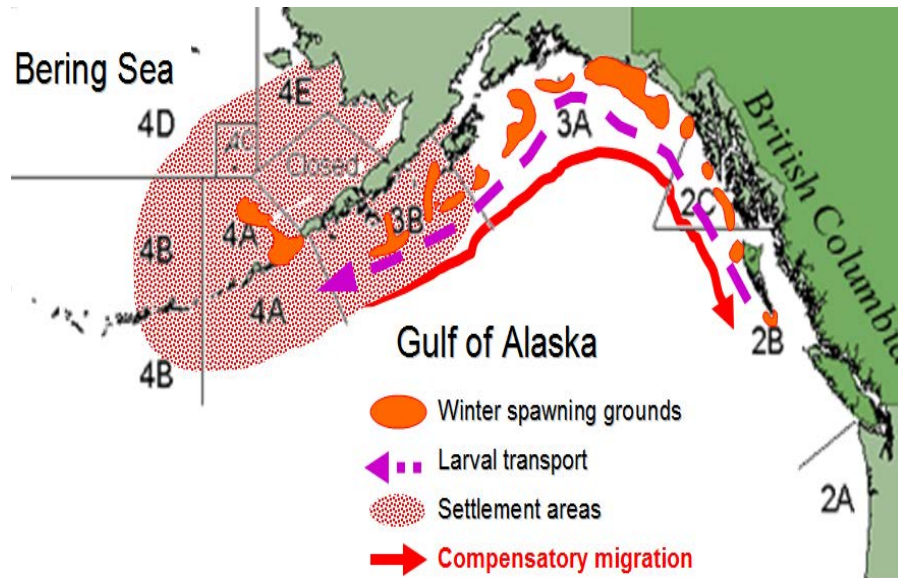 Bering Sea
4D
4E
4C
Closed
4B
4A
3B
3A
2C
British Columbia
4A
4B
2B
Gulf of Alaska
Winter spawning grounds
Larval transport
Settlement areas
Compensatory migration
2A